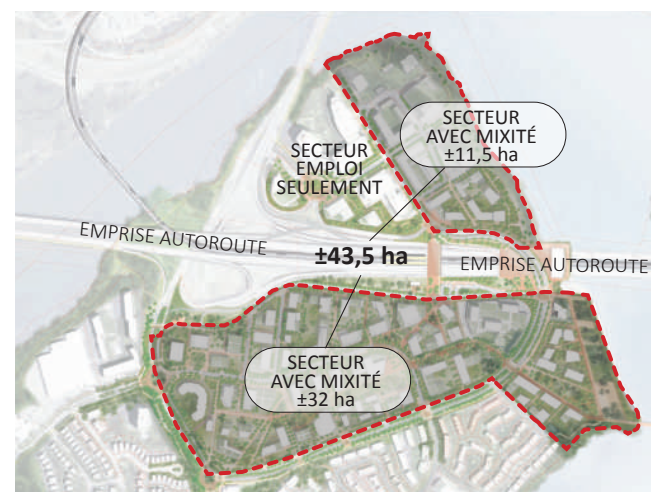 SECTEUR
AVEC MIXITÉ
±11,5 ha
SECTEUR
EMPLOI
SEULEMENT
EMPRISE AUTOROUTE
±43,5 ha
EMPRISE AUTOROUTE
SECTEUR
AVEC MIXITÉ
±32 ha